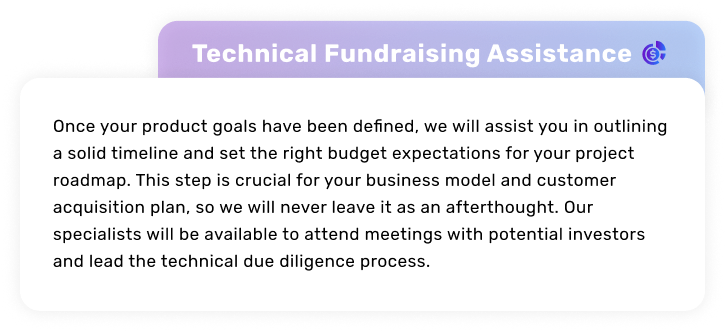 Technical Fundraising Assistance
Once your product goals have been defined, we will assist you in outlining
a solid timeline and set the right budget expectations for your project
roadmap. This step is crucial for your business model and customer
acquisition plan, so we will never leave it as an afterthought. Our
specialists will be available to attend meetings with potential investors
and lead the technical due diligence process.